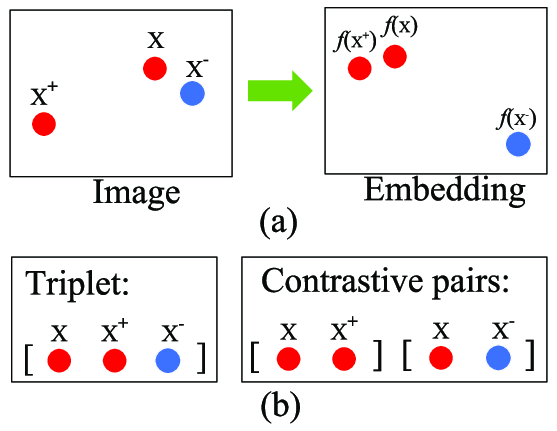 x
x⁻
x⁺
Image
f(x⁺) f(x)
f(x⁻)
Embedding
(a)
Triplet:
x x⁺ x⁻
[ ]
Contrastive pairs:
x x⁺ x x⁻
[ ] [ ]
(b)